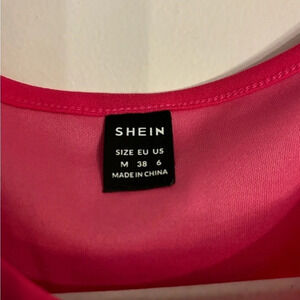 SHEIN
SIZE EU US
M 38 6
MADE IN CHINA